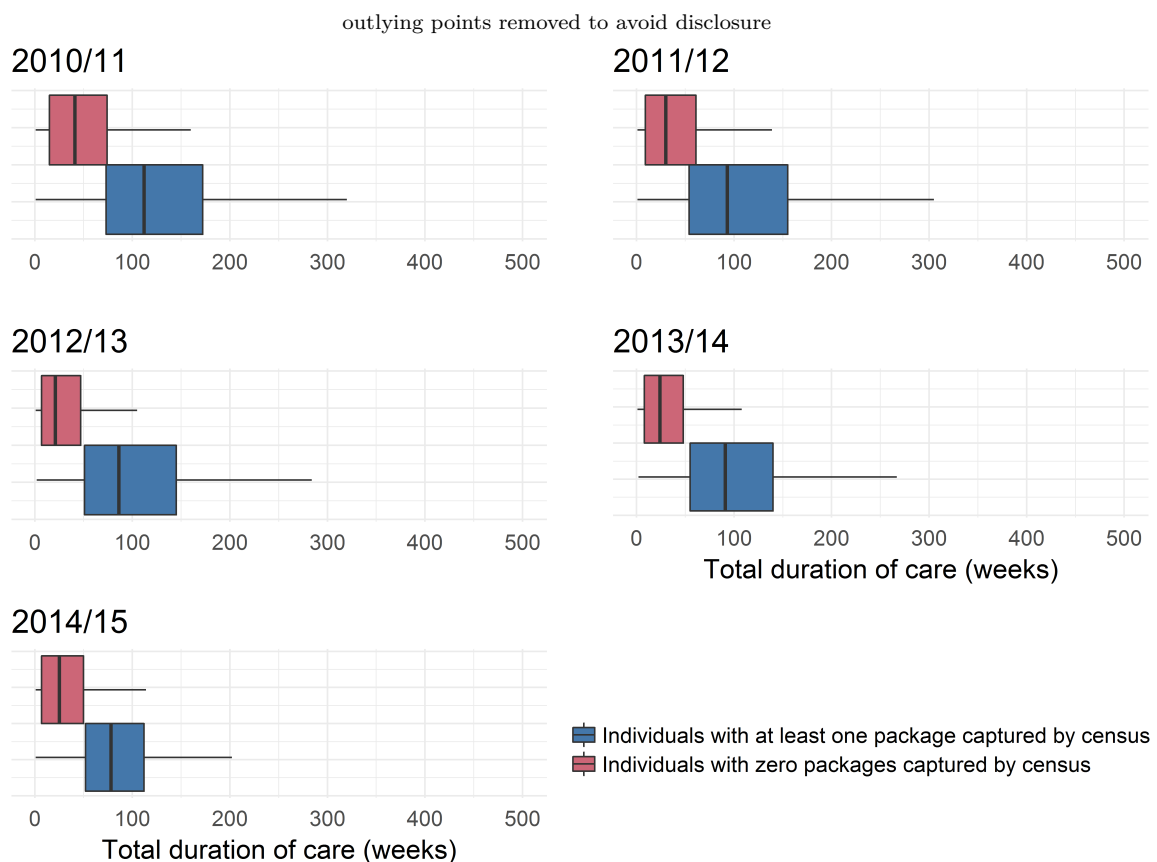 outlying points removed to avoid disclosure
2010/11
0 100 200 300 400 500
2011/12
0 100 200 300 400 500
2012/13
0 100 200 300 400 500
2013/14
0 100 200 300 400 500
Total duration of care (weeks)
2014/15
0 100 200 300 400 500
Total duration of care (weeks)
Individuals with at least one package captured by census
Individuals with zero packages captured by census